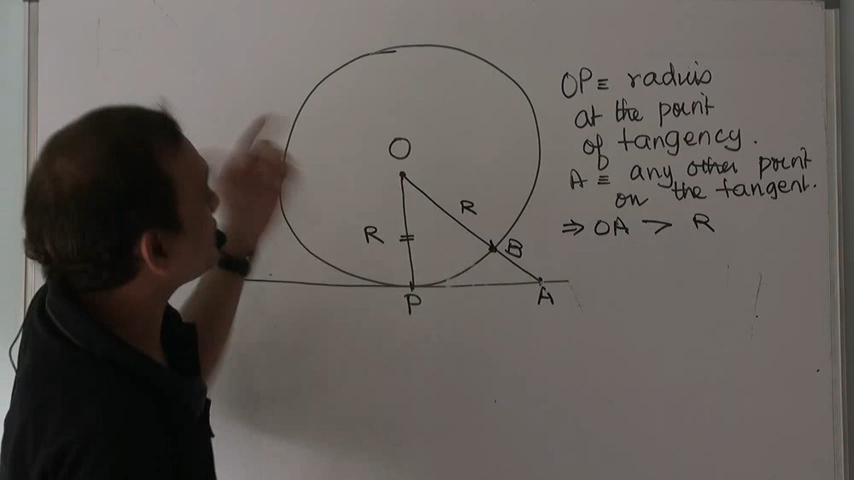 OP ≡ radius
at the point
of tangency.
A ≡ any other point
on the tangent.
⇒ OA > R
O
R
R
B
P
A